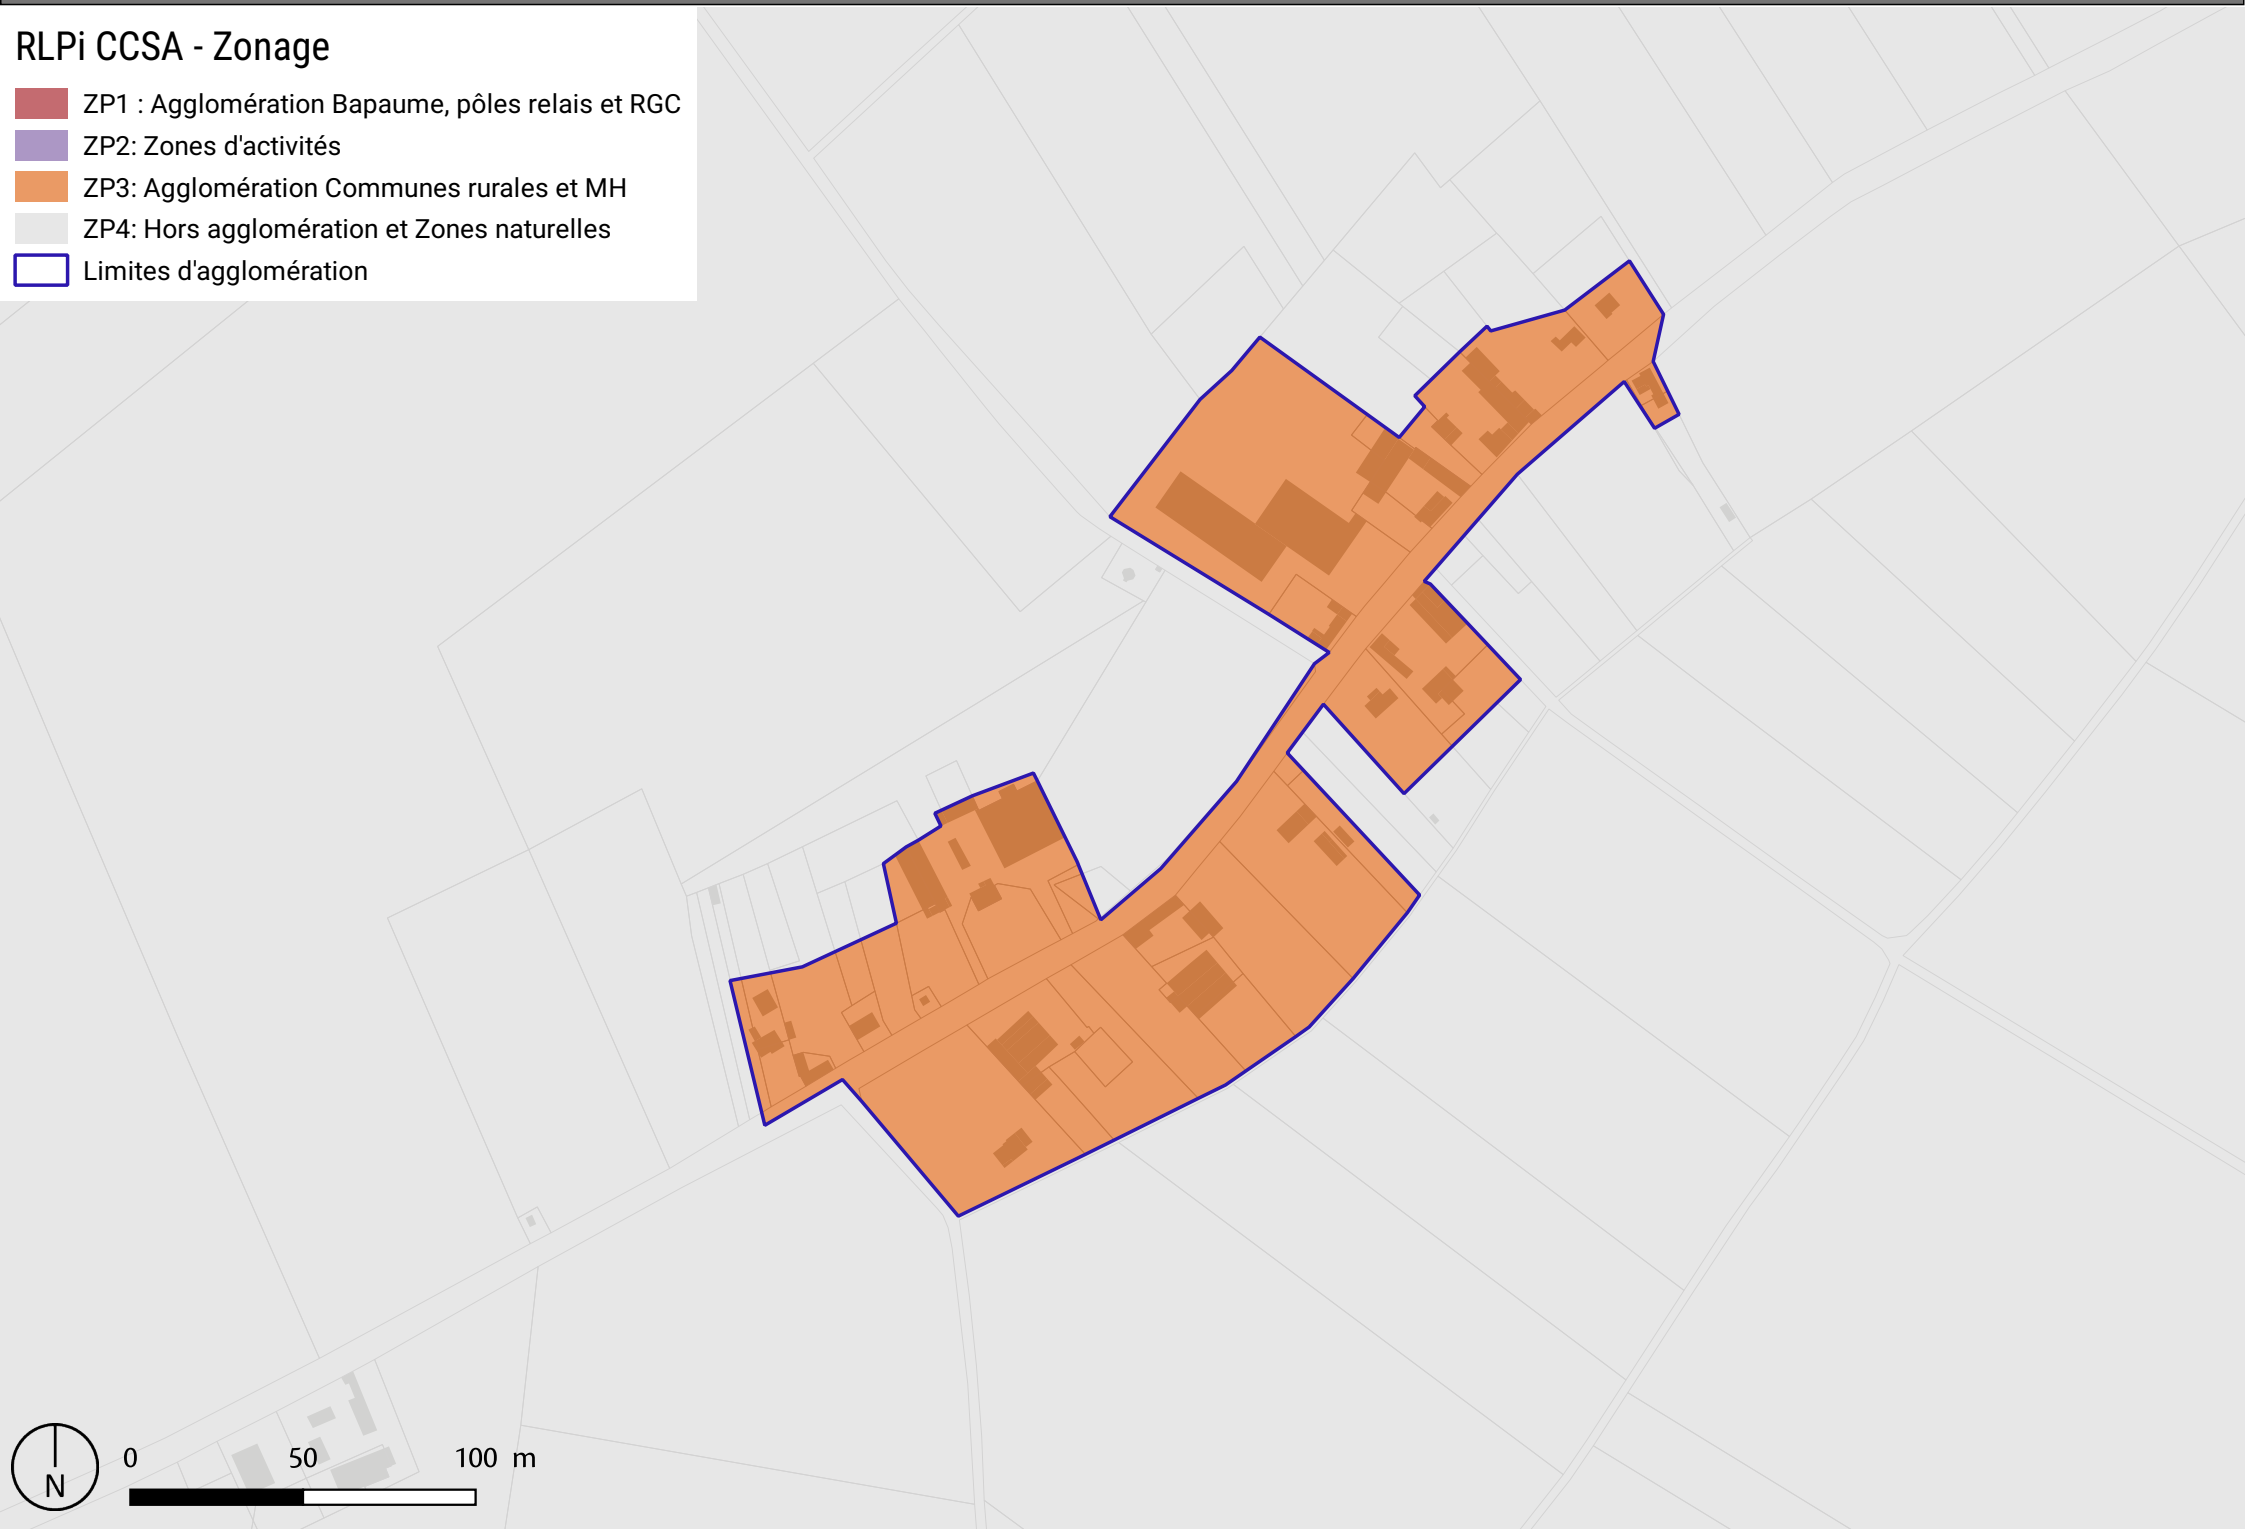 RLPi CCSA - Zonage
ZP1 : Agglomération Bapaume, pôles relais et RGC
ZP2: Zones d'activités
ZP3: Agglomération Communes rurales et MH
ZP4: Hors agglomération et Zones naturelles
Limites d'agglomération
N
0 50 100 m